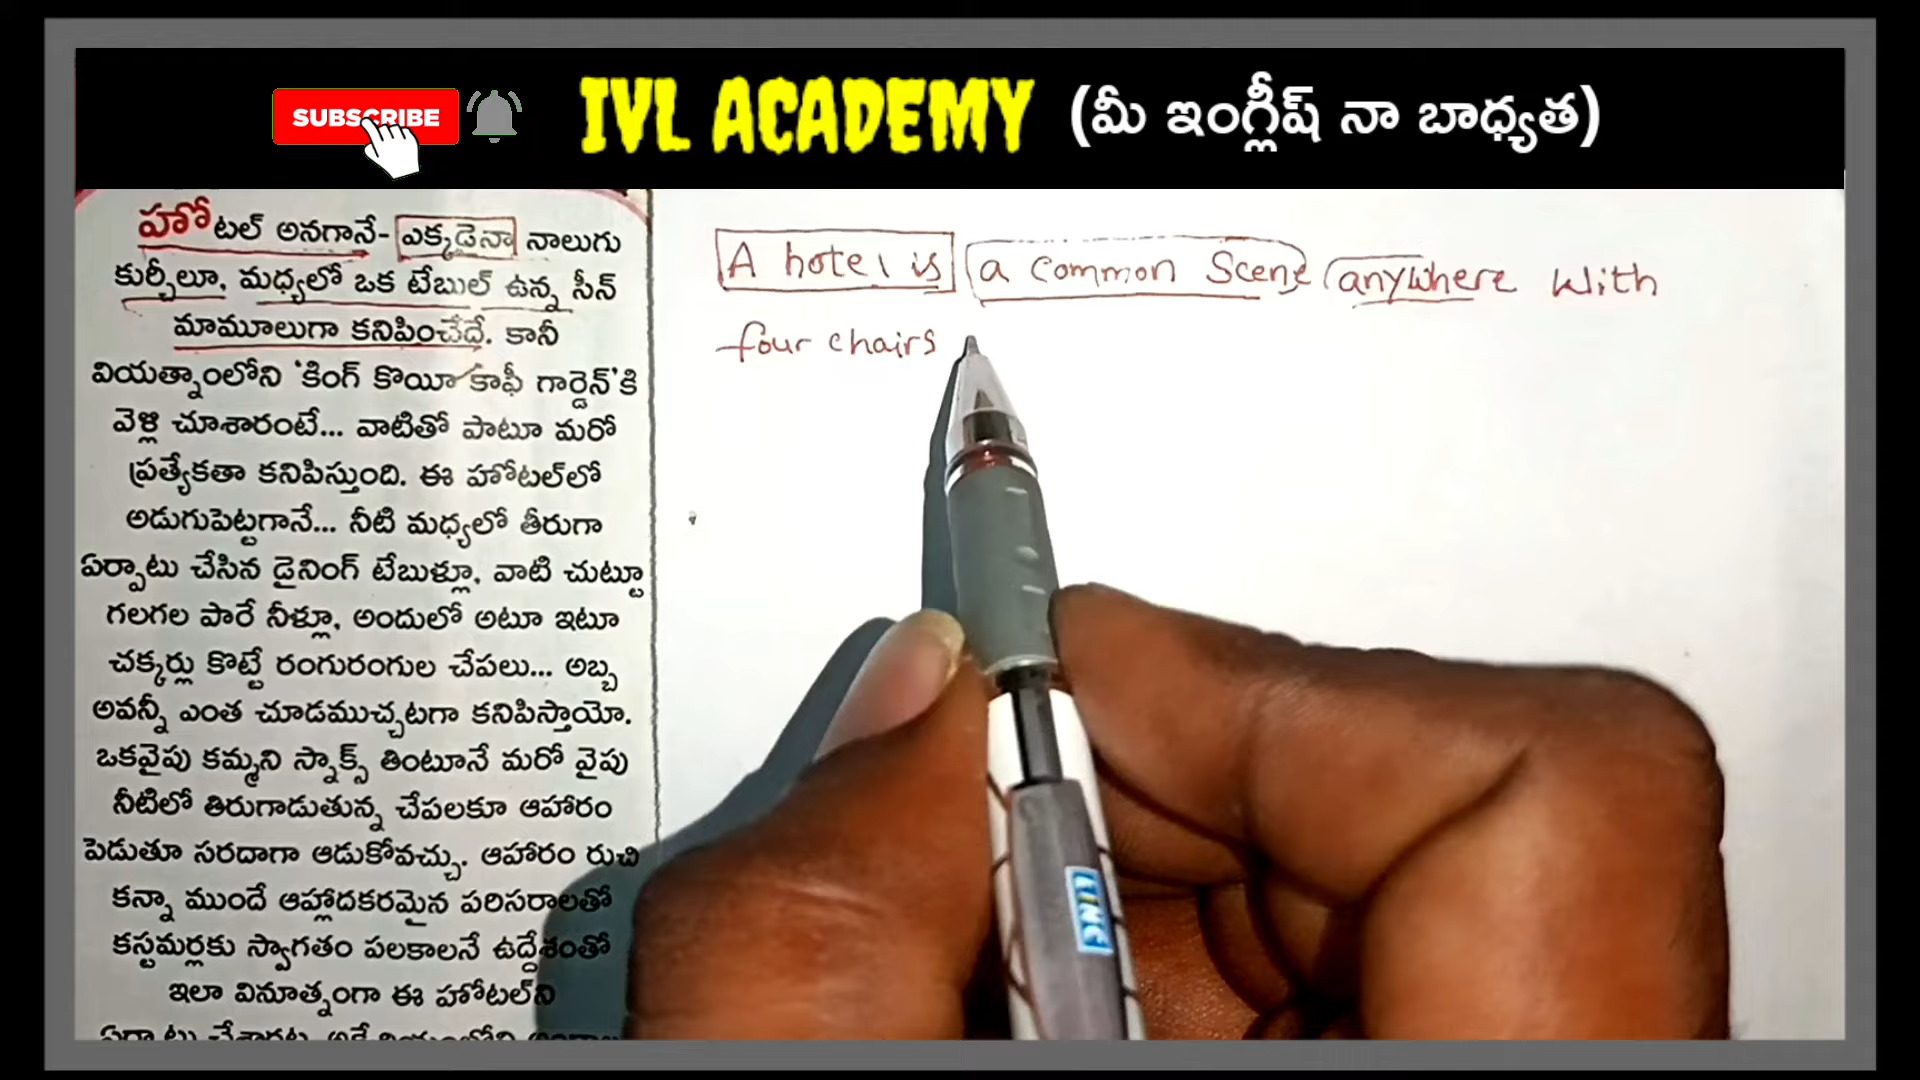 SUBSCRIBE
IVL ACADEMY (మీ ఇంగ్లీష్ నా బాధ్యత)
హోటల్ అనగానే- ఎక్కడైనా నాలుగు
కుర్చీలూ, మధ్యలో ఒక టేబుల్ ఉన్న సీన్
మామూలుగా కనిపించేదే. కానీ
వియత్నాంలోని ‘కింగ్ కొయీ కాఫీ గార్డెన్’కి
వెళ్లి చూశారంటే... వాటితో పాటూ మరో
ప్రత్యేకతా కనిపిస్తుంది. ఈ హోటల్‌లో
అడుగుపెట్టగానే... నీటి మధ్యలో తీరుగా
ఏర్పాటు చేసిన డైనింగ్ టేబుళ్లూ, వాటి చుట్టూ
గలగల పారే నీళ్లూ, అందులో అటూ ఇటూ
చక్కర్లు కొట్టే రంగురంగుల చేపలు... అబ్బ
అవన్నీ ఎంత చూడముచ్చటగా కనిపిస్తాయో.
ఒకవైపు కమ్మని స్నాక్స్ తింటూనే మరో వైపు
నీటిలో తిరుగాడుతున్న చేపలకూ ఆహారం
పెడుతూ సరదాగా ఆడుకోవచ్చు. ఆహారం రుచి
కన్నా ముందే ఆహ్లాదకరమైన పరిసరాలతో
కస్టమర్లకు స్వాగతం పలకాలనే ఉద్దేశంతో
ఇలా వినూత్నంగా ఈ హోటల్‌ని
A hotel is a common Scene anywhere With
four chairs
KING